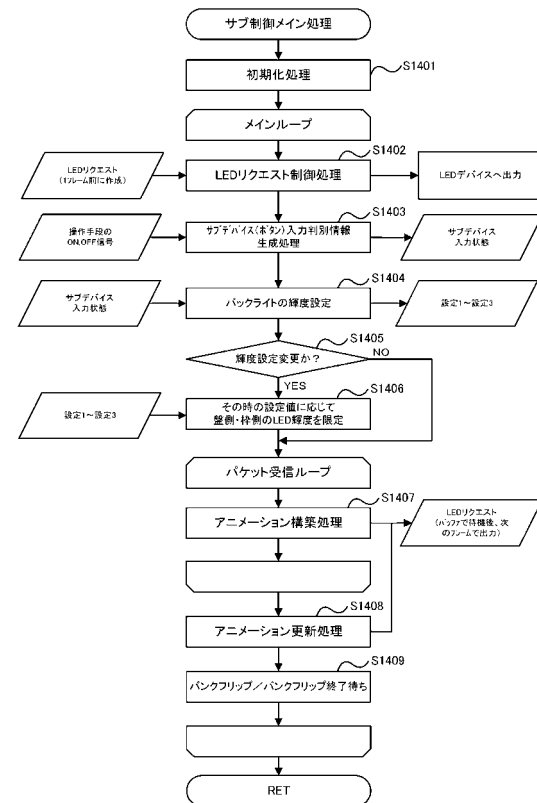 サブ制御メイン処理
初期化処理
S1401
メインループ
S1402
LEDリクエスト
(1フレーム前に作成)
LEDリクエスト制御処理
LEDデバイスへ出力
S1403
操作手段の
ON,OFF信号
サブデバイス(ボタン)入力判別情報
生成処理
サブデバイス
入力状態
S1404
サブデバイス
入力状態
バックライトの輝度設定
設定1~設定3
S1405
輝度設定変更か?
NO
YES
S1406
設定1~設定3
その時の設定値に応じて
盤側・枠側のLED輝度を限定
パケット受信ループ
S1407
アニメーション構築処理
LEDリクエスト
(バッファで待機後、次
のフレームで出力)
S1408
アニメーション更新処理
S1409
バンクフリップ/バンクフリップ終了待ち
RET